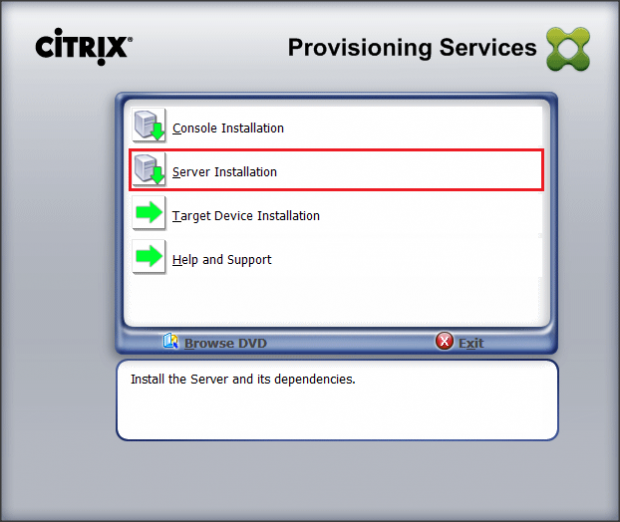 CITRIX®
Provisioning Services
Console Installation
Server Installation
Target Device Installation
Help and Support
Browse DVD
Exit
Install the Server and its dependencies.